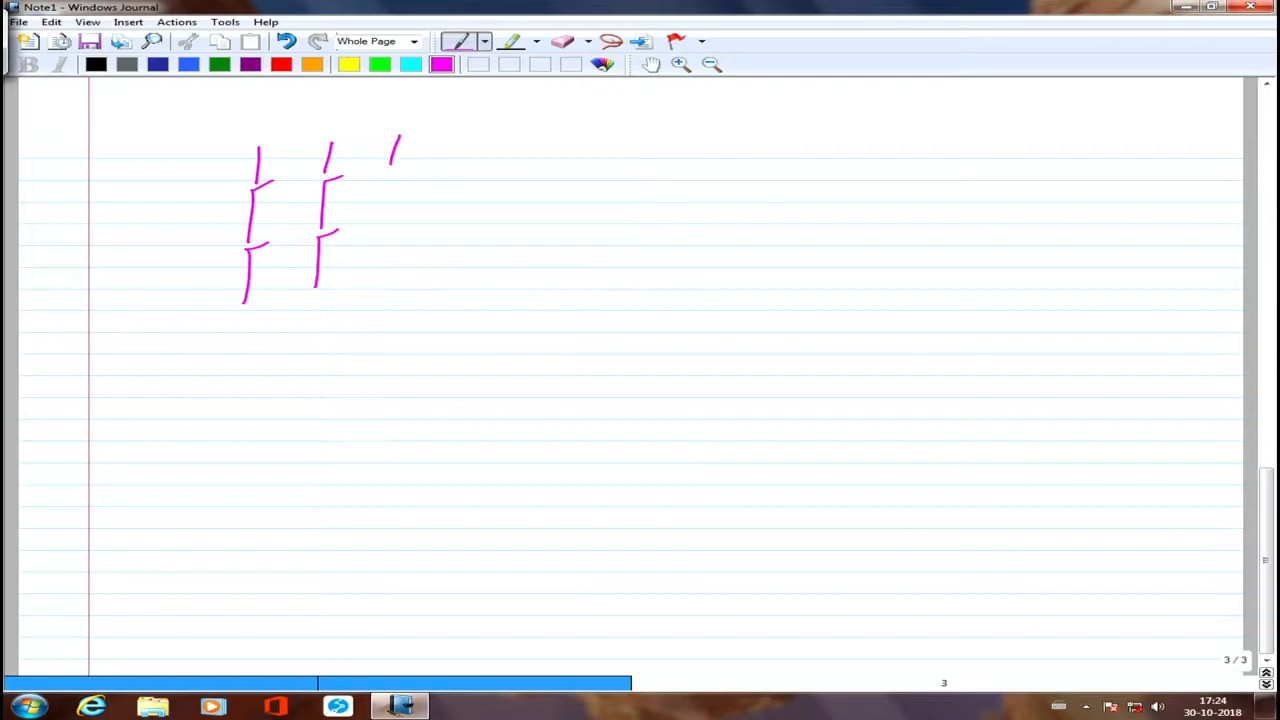 Note1 - Windows Journal
File Edit View Insert Actions Tools Help
Whole Page
B I
3 / 3
3
17:24
30-10-2018